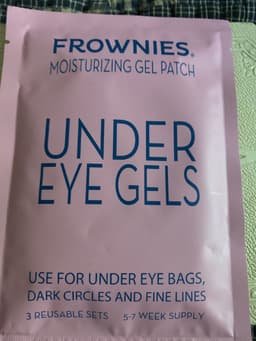 FROWNIES®
MOISTURIZING GEL PATCH
UNDER
EYE GELS
USE FOR UNDER EYE BAGS,
DARK CIRCLES AND FINE LINES
3 REUSABLE SETS 5-7 WEEK SUPPLY